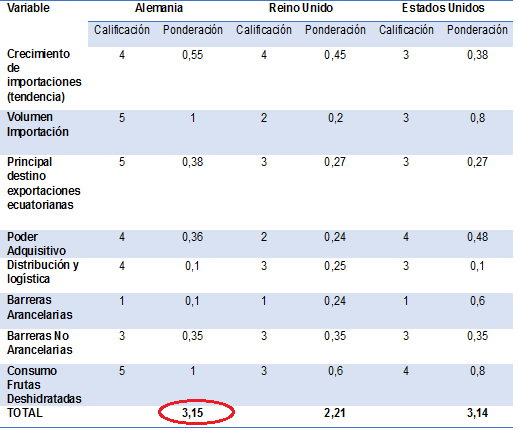 Variable Alemania Reino Unido Estados Unidos
Calificación Ponderación Calificación Ponderación Calificación Ponderación
Crecimiento 4 0,55 4 0,45 3 0,38
de
importaciones
(tendencia)
Volumen 5 1 2 0,2 3 0,8
Importación
Principal 5 0,38 3 0,27 3 0,27
destino
exportaciones
ecuatorianas
Poder 4 0,36 2 0,24 4 0,48
Adquisitivo
Distribución y 4 0,1 3 0,25 3 0,1
logística
Barreras 1 0,1 1 0,24 1 0,6
Arancelarias
Barreras No 3 0,35 3 0,35 3 0,35
Arancelarias
Consumo 5 1 3 0,6 4 0,8
Frutas
Deshidratadas
TOTAL 3,15 2,21 3,14